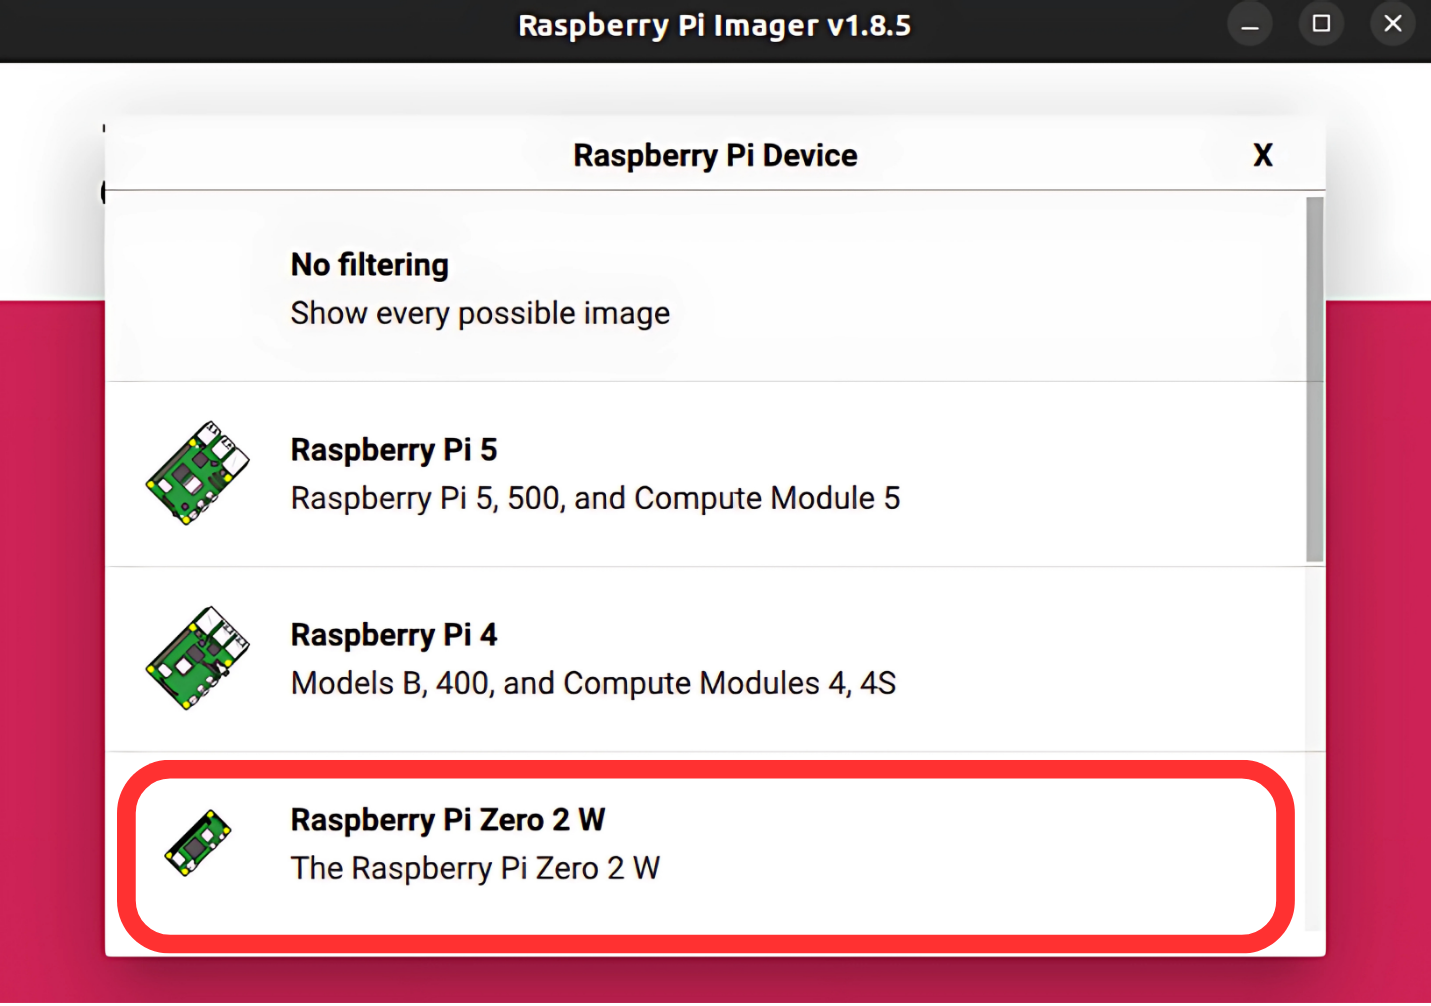 Raspberry Pi Imager v1.8.5
Raspberry Pi Device
X
No filtering
Show every possible image
Raspberry Pi 5
Raspberry Pi 5, 500, and Compute Module 5
Raspberry Pi 4
Models B, 400, and Compute Modules 4, 4S
Raspberry Pi Zero 2 W
The Raspberry Pi Zero 2 W